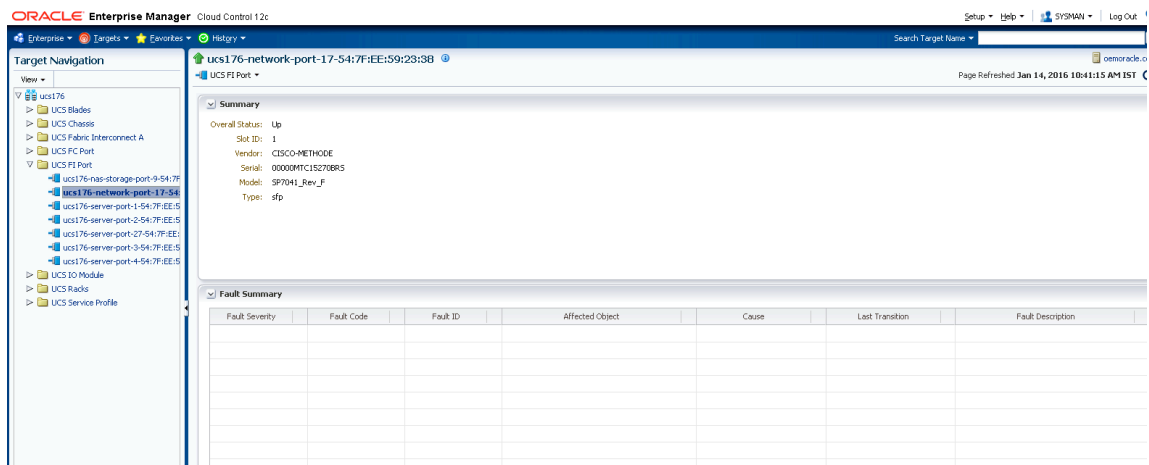 ORACLE Enterprise Manager Cloud Control 12c
Setup Help SYSMAN Log Out
Enterprise Targets Favorites History Search Target Name
Target Navigation
View
ucs176
UCS Blades
UCS Chassis
UCS Fabric Interconnect A
UCS FC Port
UCS FI Port
ucs176-nas-storage-port-9-54:7F
ucs176-network-port-17-54:
ucs176-server-port-1-54:7F:EE:5
ucs176-server-port-2-54:7F:EE:5
ucs176-server-port-27-54:7F:EE:
ucs176-server-port-3-54:7F:EE:5
ucs176-server-port-4-54:7F:EE:5
UCS IO Module
UCS Racks
UCS Service Profile
ucs176-network-port-17-54:7F:EE:59:23:38
oemoracle.c
UCS FI Port
Page Refreshed Jan 14, 2016 10:41:15 AM IST
Summary
Overall Status: Up
Slot ID: 1
Vendor: CISCO-METHODE
Serial: 00000MTC15270BRS
Model: SP7041_Rev_F
Type: sfp
Fault Summary
Fault Severity Fault Code Fault ID Affected Object Cause Last Transition Fault Description